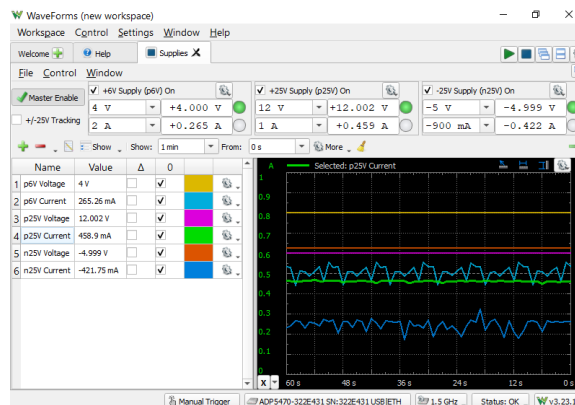 WaveForms (new workspace)
Workspace Control Settings Window Help
Welcome Help Supplies
File Control Window
Master Enable
+/-25V Tracking
+6V Supply (p6V) On
4 V +4.000 V
2 A +0.265 A
+25V Supply (p25V) On
12 V +12.002 V
1 A +0.459 A
-25V Supply (n25V) On
-5 V -4.999 V
-900 mA -0.422 A
Show Show: 1 min From: 0 s More
Name Value Δ 0
1 p6V Voltage 4 V
2 p6V Current 265.26 mA
3 p25V Voltage 12.002 V
4 p25V Current 458.9 mA
5 n25V Voltage -4.999 V
6 n25V Current -421.75 mA
A Selected: p25V Current
1
0.9
0.8
0.7
0.6
0.5
0.4
0.3
0.2
0.1
0
X 60 s 48 s 36 s 24 s 12 s 0 s
Manual Trigger ADP5470-322E431 SN:322E431 USB|ETH 1.5 GHz Status: OK v3.23.1